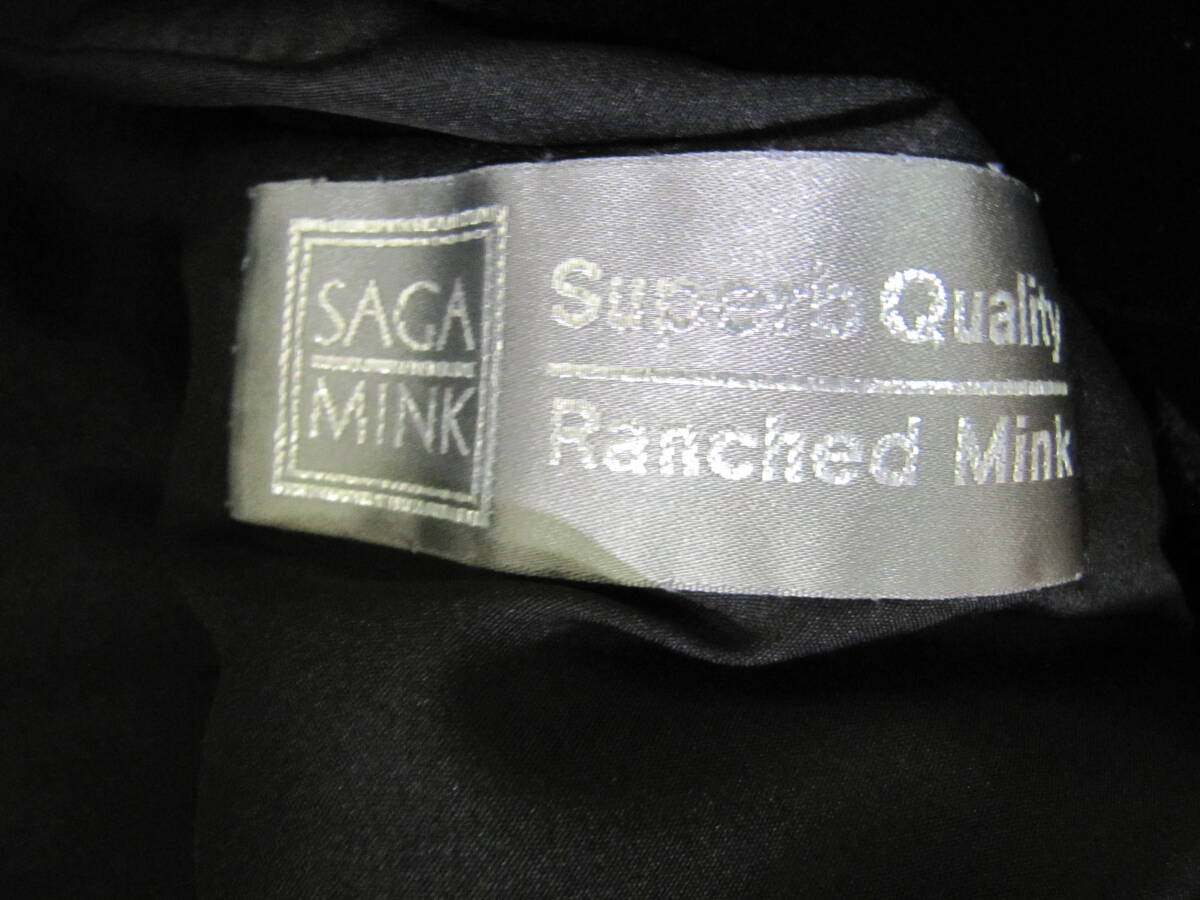 SAGA
MINK
Superb Quality
Ranched Mink